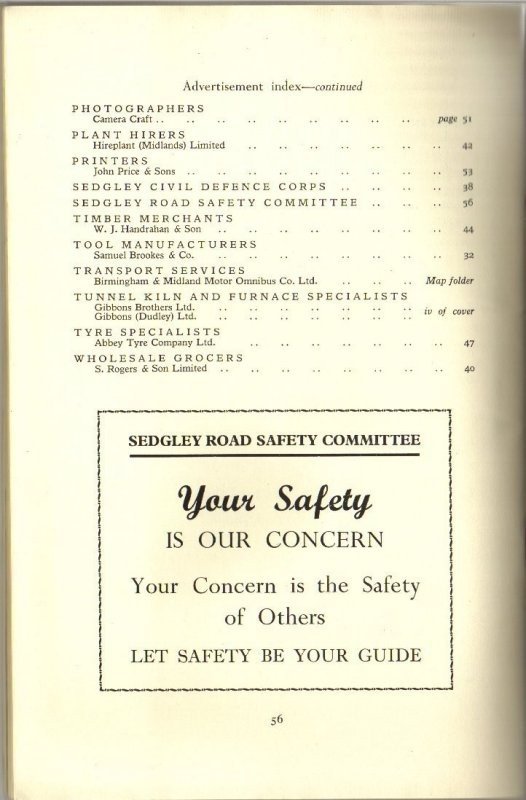 Advertisement index—continued
PHOTOGRAPHERS
Camera Craft .. .. .. .. .. .. .. .. .. page 51
PLANT HIRERS
Hireplant (Midlands) Limited .. .. .. .. .. .. .. 42
PRINTERS
John Price & Sons .. .. .. .. .. .. .. .. .. 53
SEDGLEY CIVIL DEFENCE CORPS .. .. .. .. 38
SEDGLEY ROAD SAFETY COMMITTEE .. .. .. 56
TIMBER MERCHANTS
W. J. Handrahan & Son .. .. .. .. .. .. .. .. 44
TOOL MANUFACTURERS
Samuel Brookes & Co. .. .. .. .. .. .. .. .. 32
TRANSPORT SERVICES
Birmingham & Midland Motor Omnibus Co. Ltd. .. .. .. Map folder
TUNNEL KILN AND FURNACE SPECIALISTS
Gibbons Brothers Ltd. .. .. .. .. .. .. ..
Gibbons (Dudley) Ltd. .. .. .. .. .. .. .. iv of cover
TYRE SPECIALISTS
Abbey Tyre Company Ltd. .. .. .. .. .. .. .. 47
WHOLESALE GROCERS
S. Rogers & Son Limited .. .. .. .. .. .. .. .. 40
SEDGLEY ROAD SAFETY COMMITTEE
Your Safety
IS OUR CONCERN
Your Concern is the Safety
of Others
LET SAFETY BE YOUR GUIDE
56